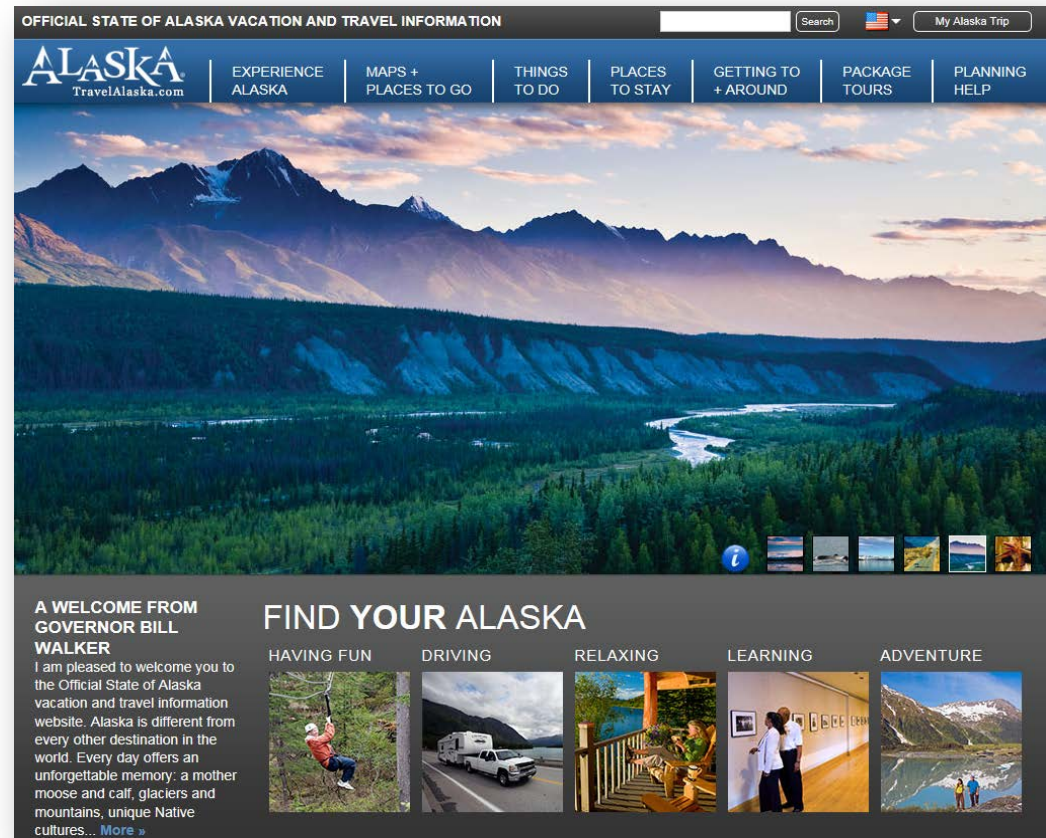 OFFICIAL STATE OF ALASKA VACATION AND TRAVEL INFORMATION
Search
My Alaska Trip
ALASKA
TravelAlaska.com
EXPERIENCE
ALASKA
MAPS +
PLACES TO GO
THINGS
TO DO
PLACES
TO STAY
GETTING TO
+ AROUND
PACKAGE
TOURS
PLANNING
HELP
i
A WELCOME FROM
GOVERNOR BILL
WALKER
I am pleased to welcome you to
the Official State of Alaska
vacation and travel information
website. Alaska is different from
every other destination in the
world. Every day offers an
unforgettable memory: a mother
moose and calf, glaciers and
mountains, unique Native
cultures... More »
FIND YOUR ALASKA
HAVING FUN
DRIVING
RELAXING
LEARNING
ADVENTURE